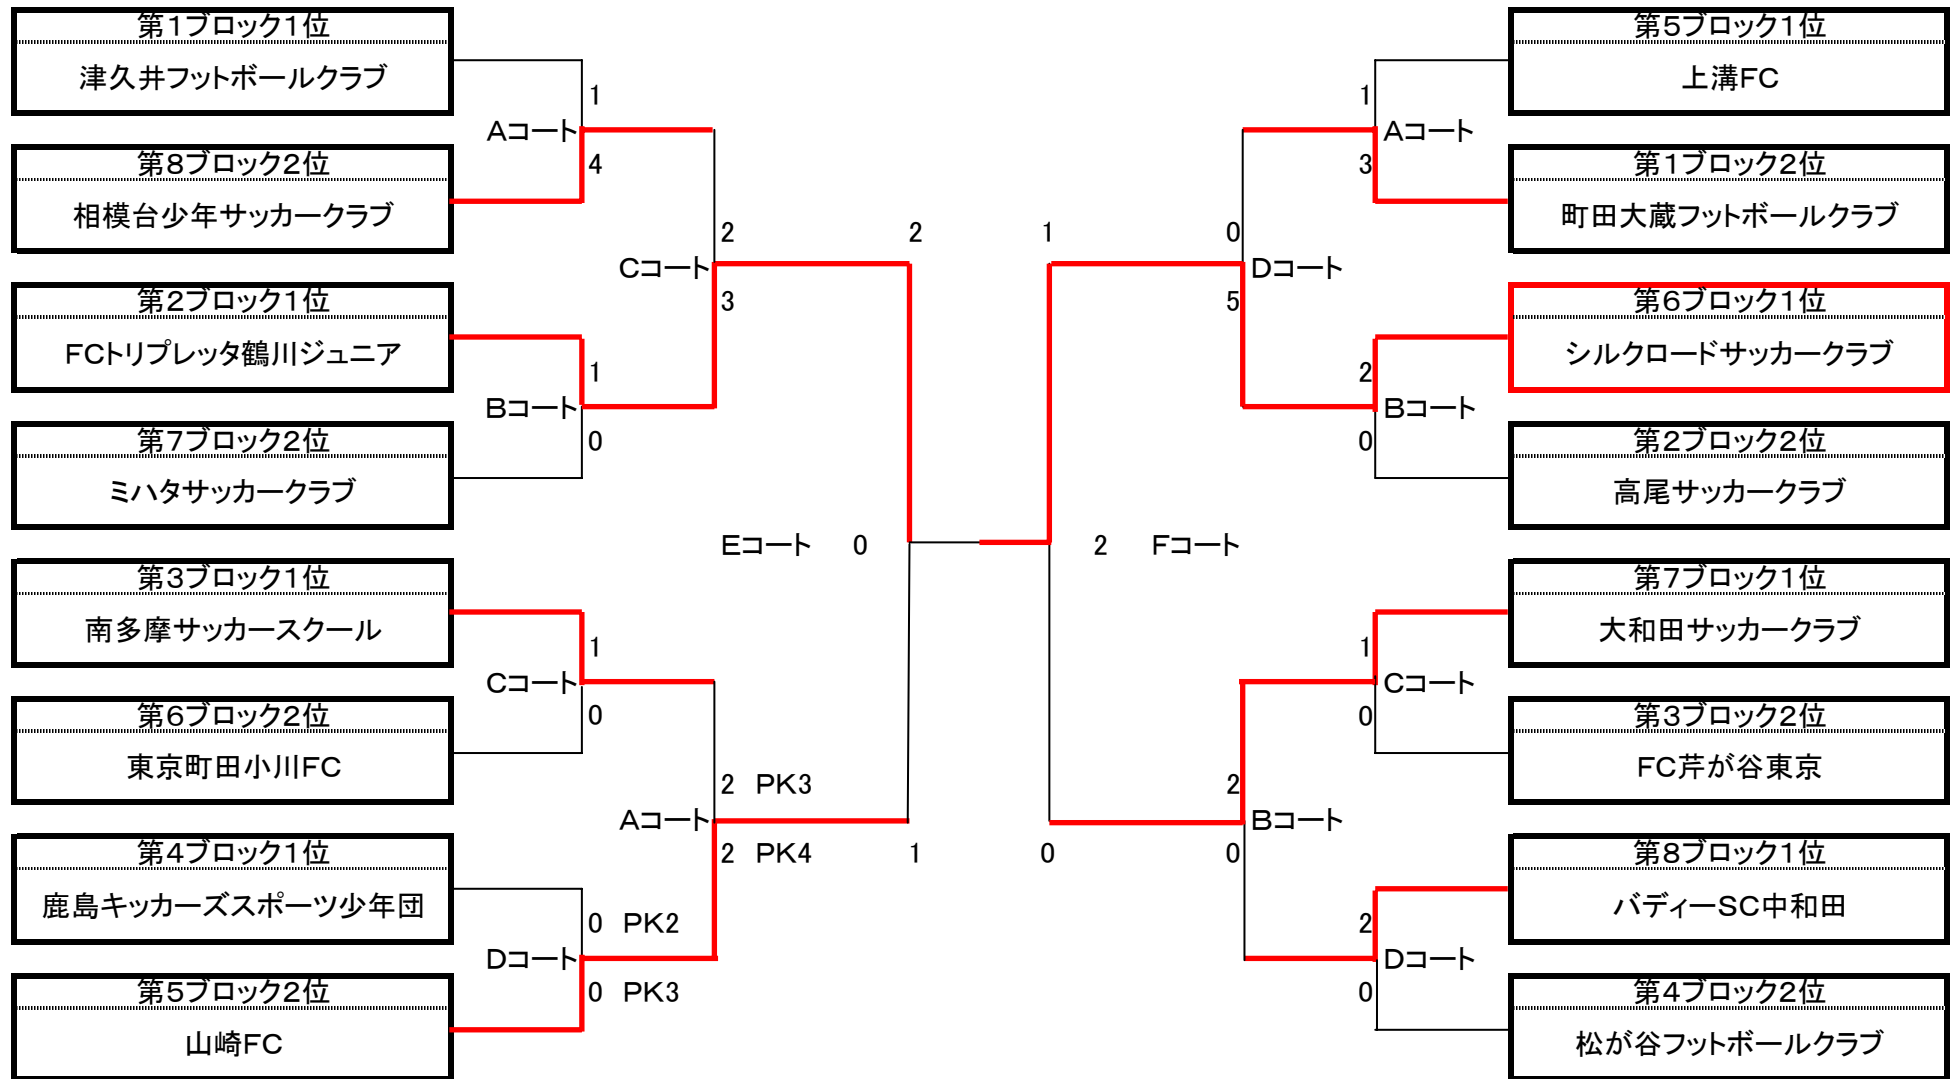 第1ブロック1位
津久井フットボールクラブ
1
Aコート
4
第8ブロック2位
相模台少年サッカークラブ
2
Cコート
3
第2ブロック1位
FCトリプレッタ鶴川ジュニア
1
Bコート
0
第7ブロック2位
ミハタサッカークラブ
2
Eコート 0
第3ブロック1位
南多摩サッカースクール
1
Cコート
0
第6ブロック2位
東京町田小川FC
2 PK3
Aコート
2 PK4
1
第4ブロック1位
鹿島キッカーズスポーツ少年団
0 PK2
Dコート
0 PK3
第5ブロック2位
山崎FC
第5ブロック1位
上溝FC
1
Aコート
3
第1ブロック2位
町田大蔵フットボールクラブ
1
0
Dコート
5
第6ブロック1位
シルクロードサッカークラブ
2
Bコート
0
第2ブロック2位
高尾サッカークラブ
2 Fコート
第7ブロック1位
大和田サッカークラブ
1
Cコート
0
第3ブロック2位
FC芹が谷東京
2
Bコート
0
0
第8ブロック1位
バディーSC中和田
2
Dコート
0
第4ブロック2位
松が谷フットボールクラブ